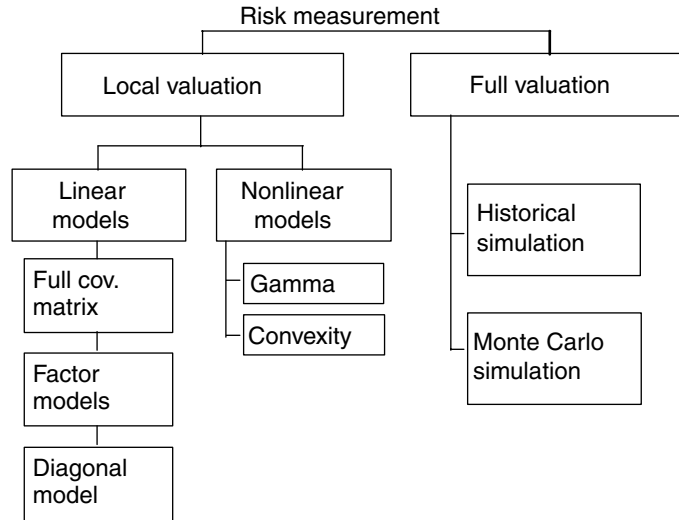 Risk measurement
Local valuation
Full valuation
Linear
models
Nonlinear
models
Full cov.
matrix
Gamma
Convexity
Factor
models
Diagonal
model
Historical
simulation
Monte Carlo
simulation